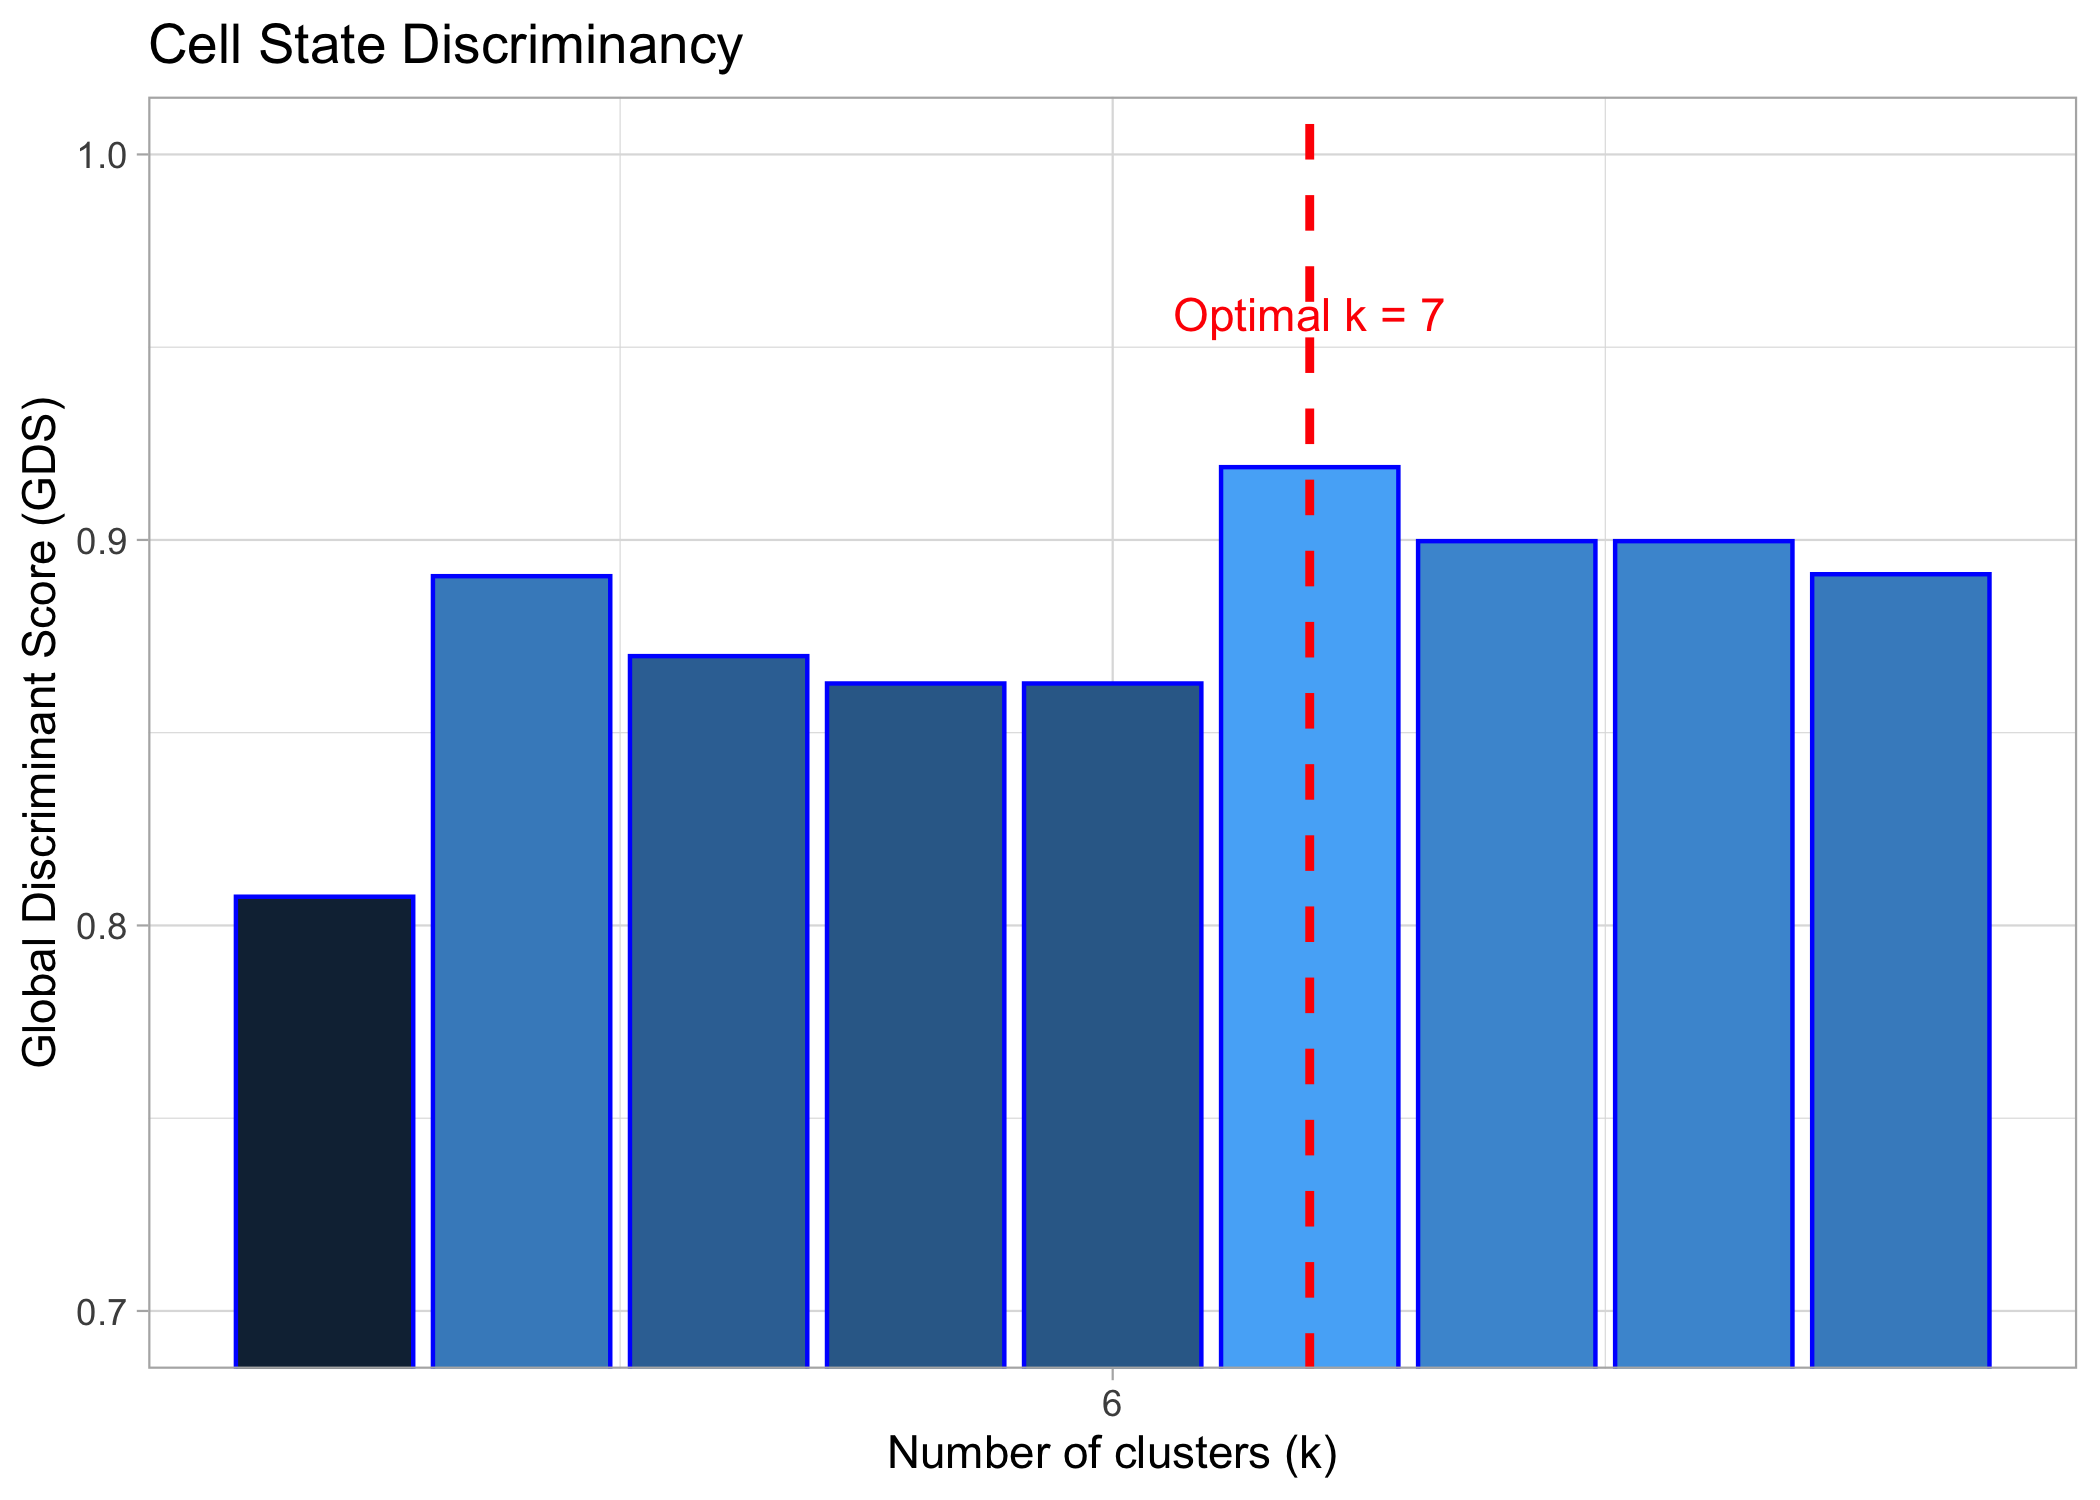 Cell State Discriminancy
Global Discriminant Score (GDS)
1.0
0.9
0.8
0.7
Optimal k = 7
6
Number of clusters (k)